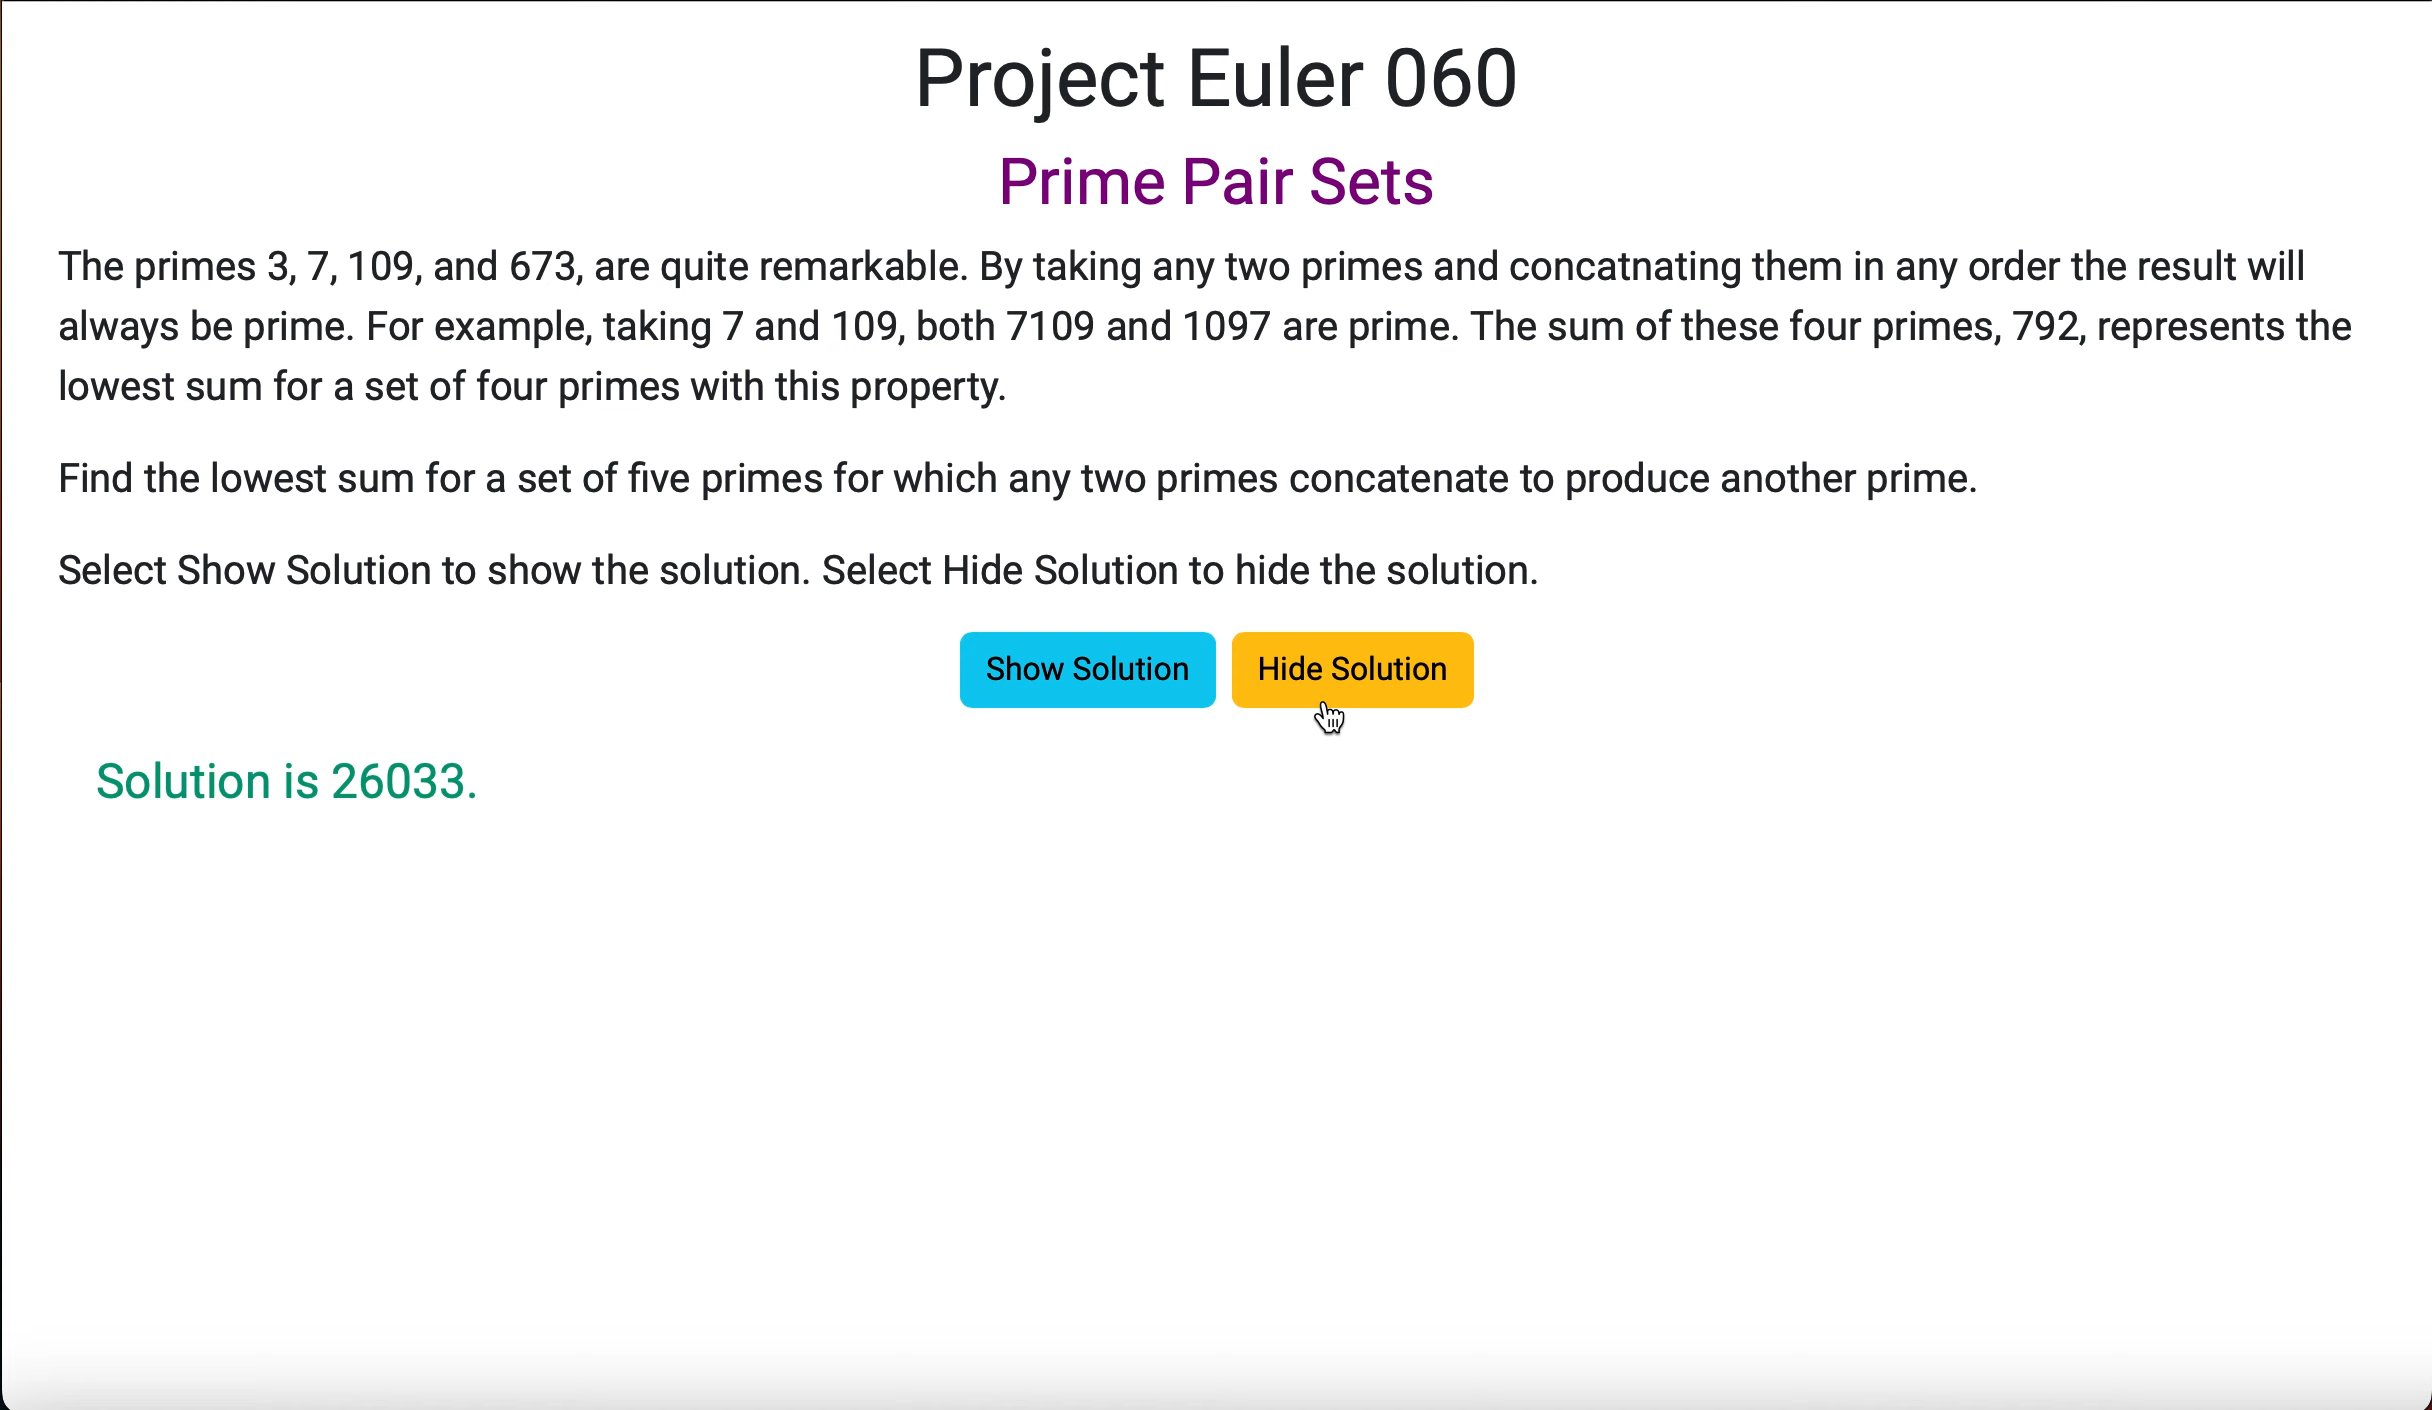 Project Euler 060
Prime Pair Sets
The primes 3, 7, 109, and 673, are quite remarkable. By taking any two primes and concatnating them in any order the result will
always be prime. For example, taking 7 and 109, both 7109 and 1097 are prime. The sum of these four primes, 792, represents the
lowest sum for a set of four primes with this property.
Find the lowest sum for a set of five primes for which any two primes concatenate to produce another prime.
Select Show Solution to show the solution. Select Hide Solution to hide the solution.
Show Solution Hide Solution
Solution is 26033.